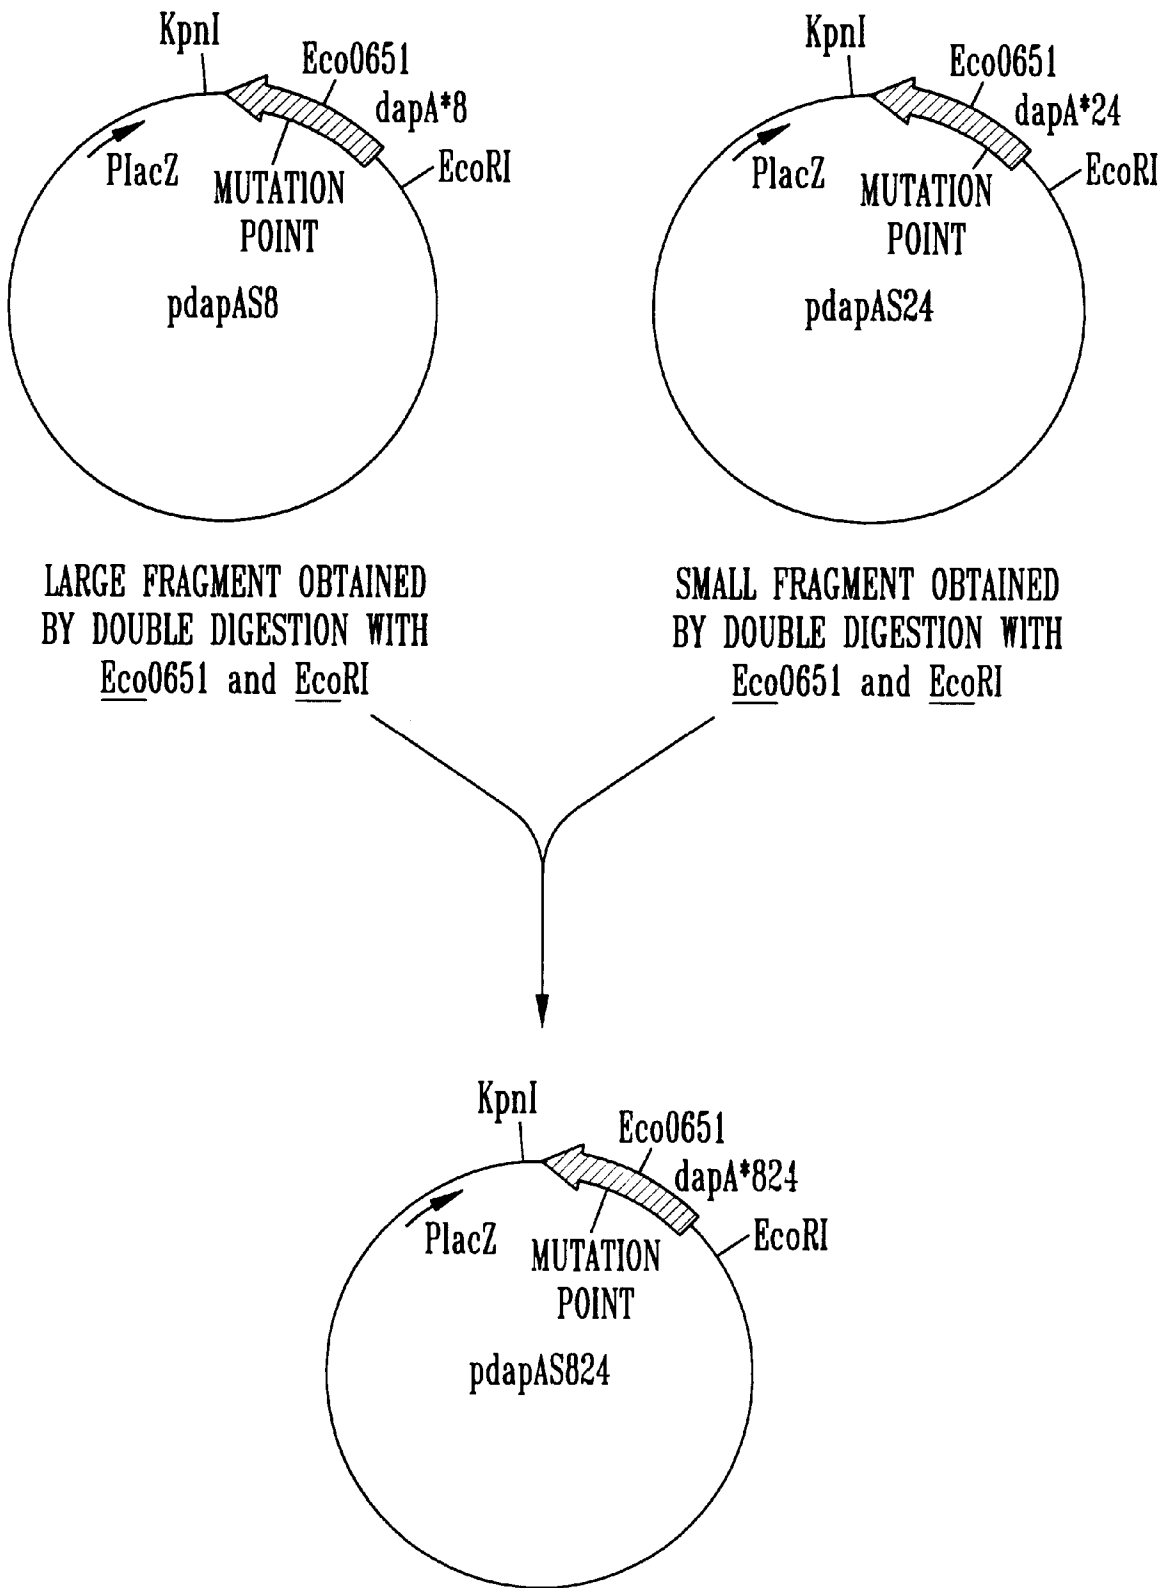 KpnI
Eco0651
dapA*8
EcoRI
PlacZ
MUTATION
POINT
pdapAS8
KpnI
Eco0651
dapA*24
EcoRI
PlacZ
MUTATION
POINT
pdapAS24
LARGE FRAGMENT OBTAINED
BY DOUBLE DIGESTION WITH
Eco0651 and EcoRI
SMALL FRAGMENT OBTAINED
BY DOUBLE DIGESTION WITH
Eco0651 and EcoRI
KpnI
Eco0651
dapA*824
EcoRI
PlacZ
MUTATION
POINT
pdapAS824